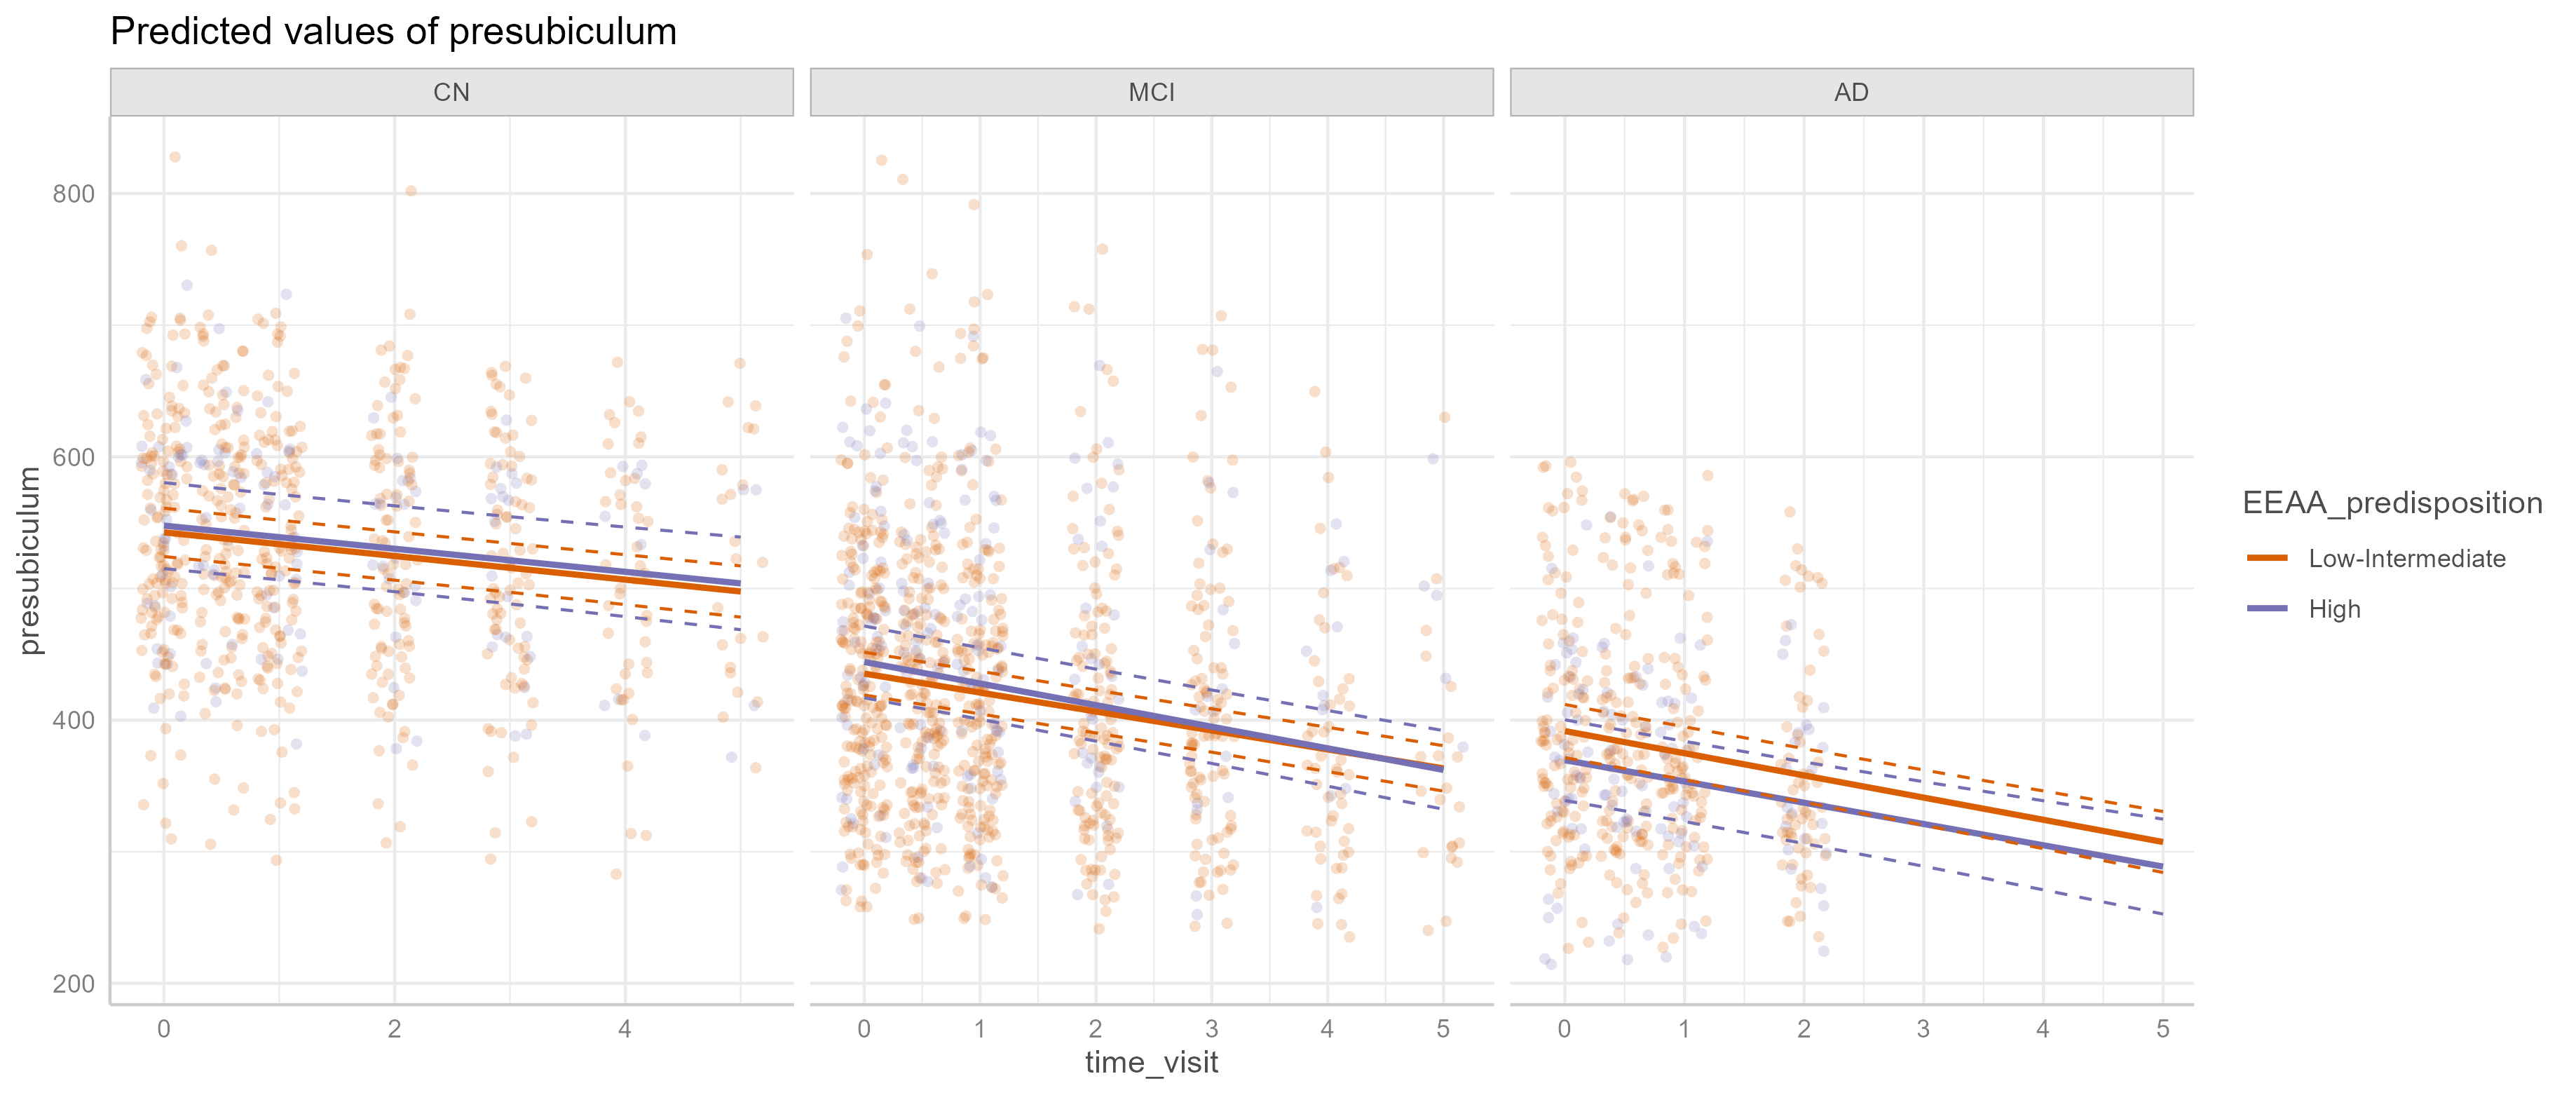 Predicted values of presubiculum
CN
MCI
AD
800
600
400
200
presubiculum
0 2 4
0 1 2 3 4 5
0 1 2 3 4 5
time_visit
EEAA_predisposition
Low-Intermediate
High